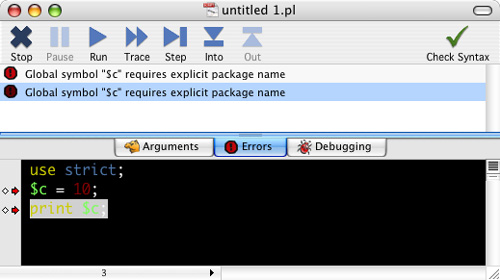 untitled 1.pl
Stop Pause Run Trace Step Into Out Check Syntax
Global symbol "$c" requires explicit package name
Global symbol "$c" requires explicit package name
Arguments Errors Debugging
use strict;
$c = 10;
print $c;
3